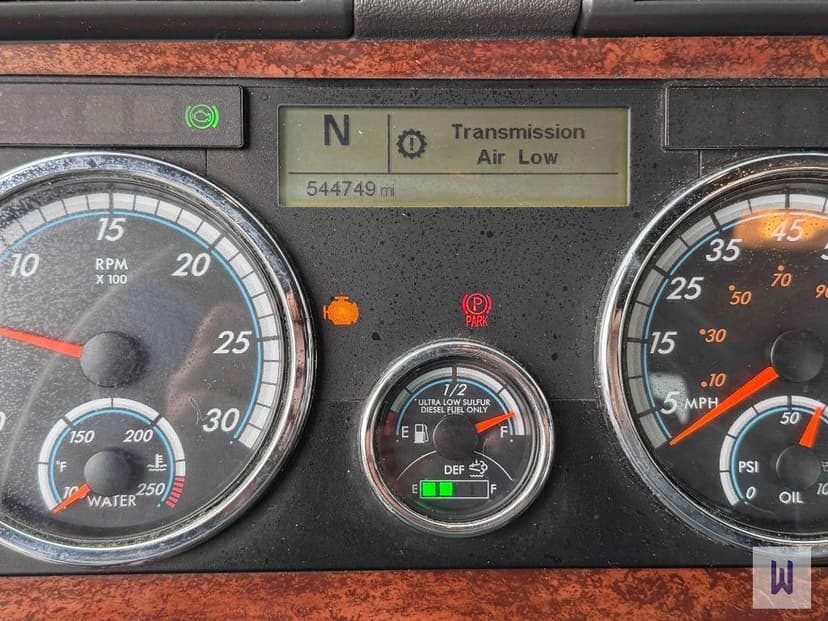 N
Transmission
Air Low
544749 mi
10
15
20
25
30
RPM
X 100
150
200
°F
10
250
WATER
P
PARK
1/2
*ULTRA LOW SULFUR
DIESEL FUEL ONLY
E
F
DEF
E
F
5
15
25
35
45
MPH
10
30
50
70
90
50
PSI
0
OIL
10
W